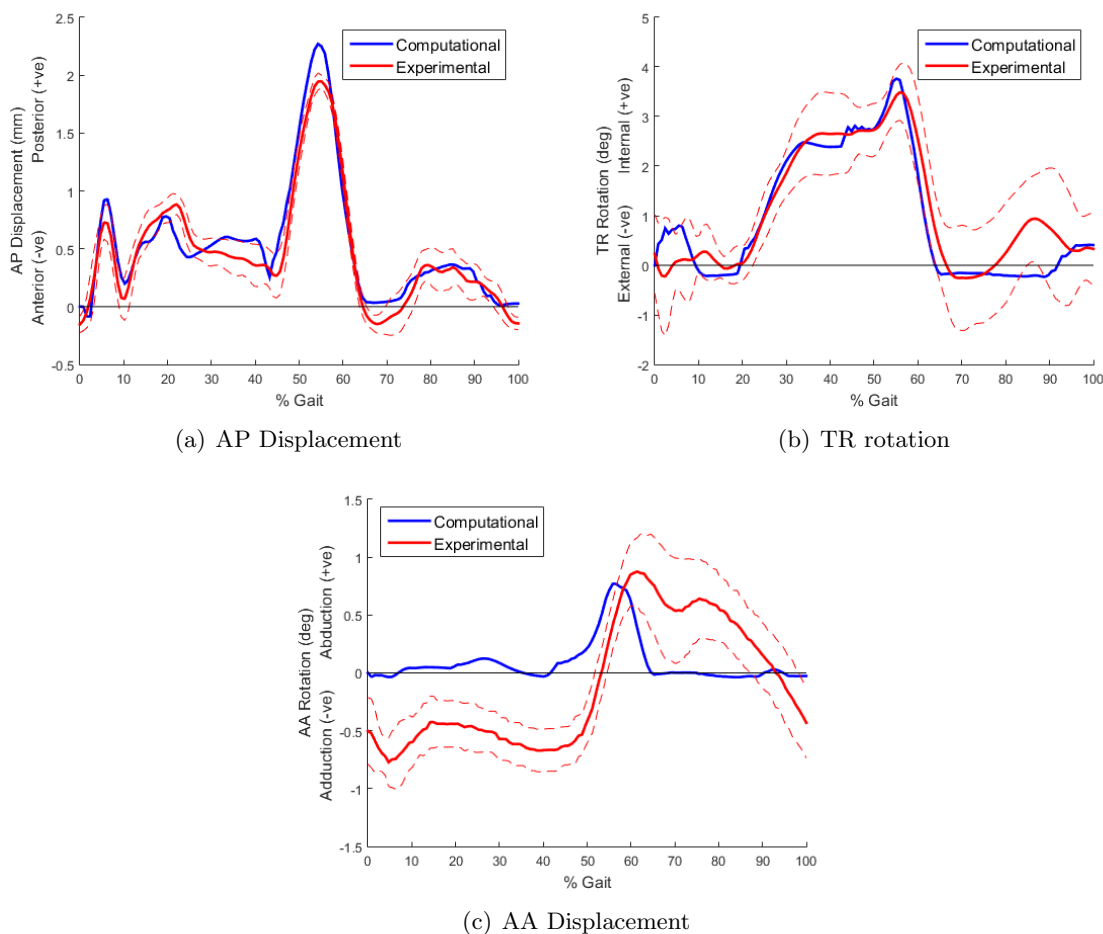 2.5
2
1.5
1
0.5
0
-0.5
AP Displacement (mm)
Anterior (-ve) Posterior (+ve)
Computational
Experimental
0 10 20 30 40 50 60 70 80 90 100
% Gait
(a) AP Displacement
5
4
3
2
1
0
-1
-2
TR Rotation (deg)
External (-ve) Internal (+ve)
Computational
Experimental
0 10 20 30 40 50 60 70 80 90 100
% Gait
(b) TR rotation
1.5
1
0.5
0
-0.5
-1
-1.5
AA Rotation (deg)
Adduction (-ve) Abduction (+ve)
Computational
Experimental
0 10 20 30 40 50 60 70 80 90 100
% Gait
(c) AA Displacement